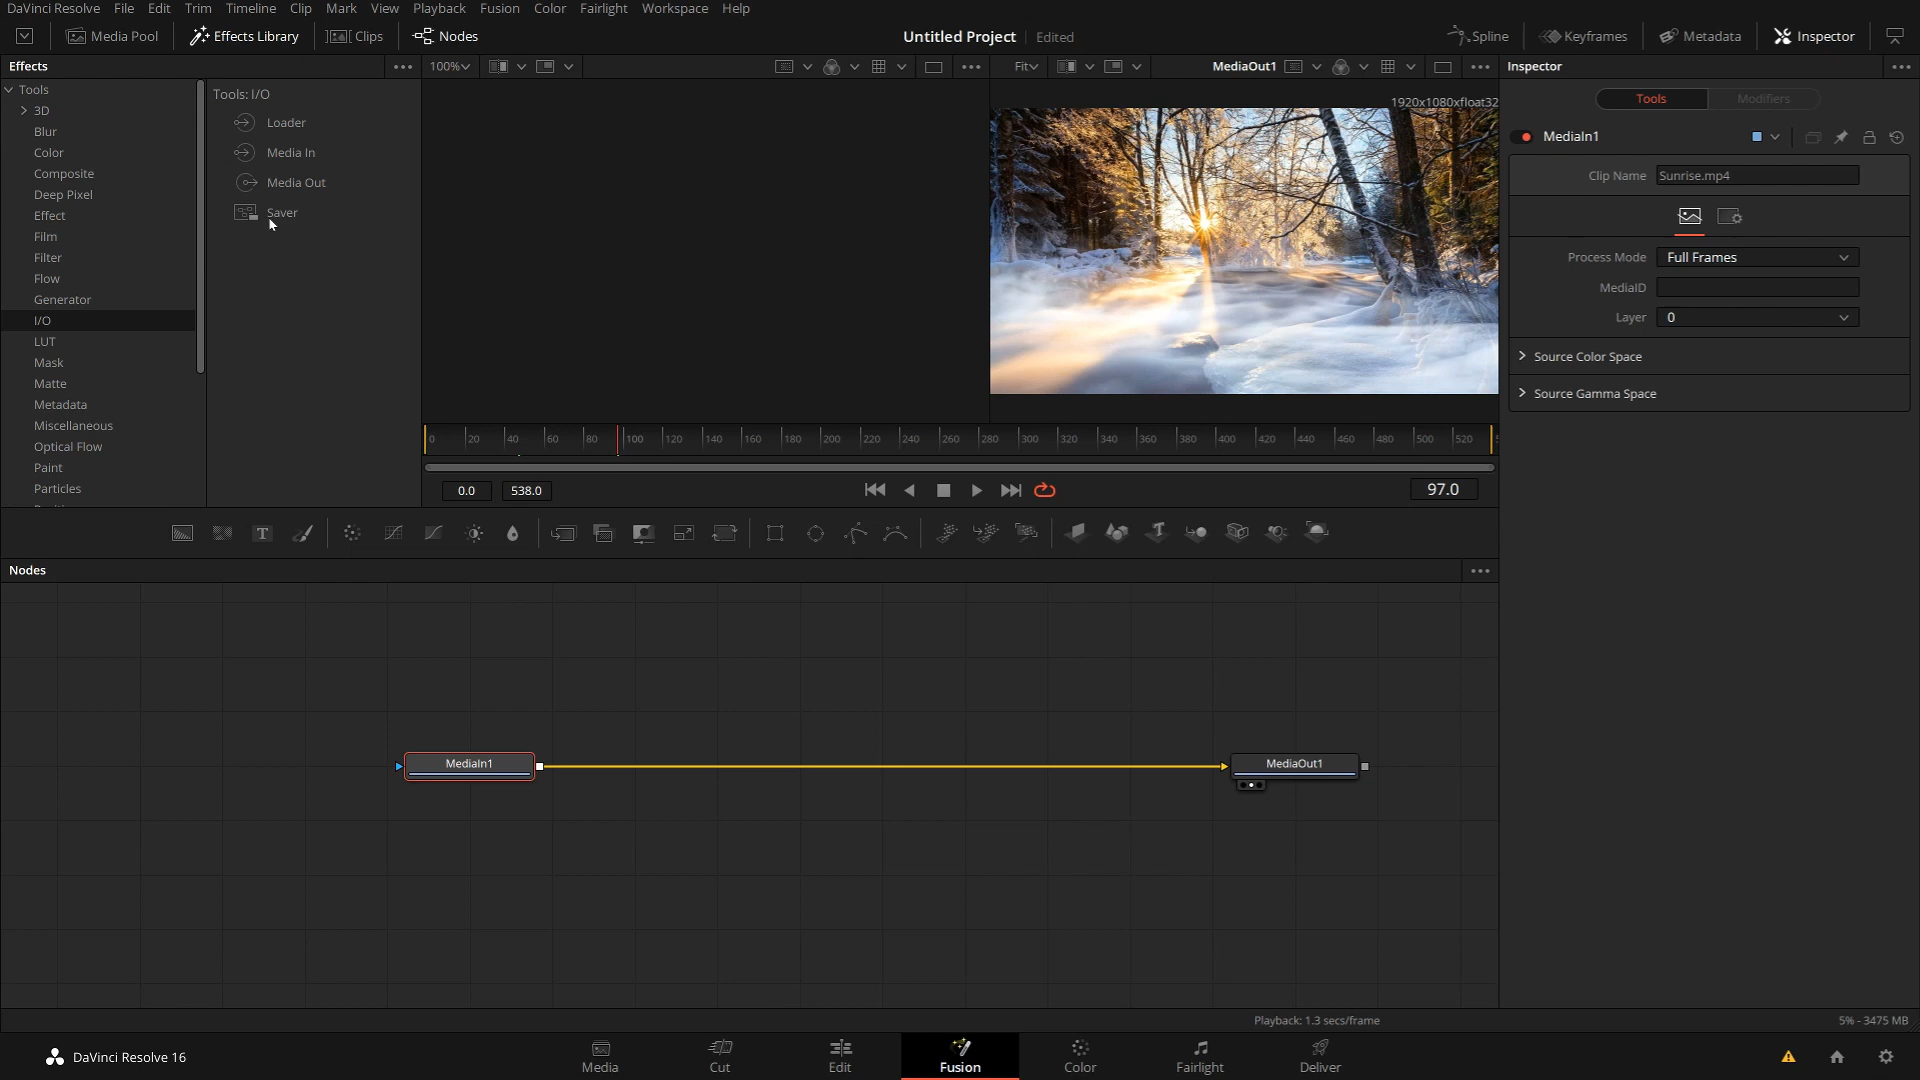 DaVinci Resolve File Edit Trim Timeline Clip Mark View Playback Fusion Color Fairlight Workspace Help
Media Pool Effects Library Clips Nodes Untitled Project Edited Spline Keyframes Metadata Inspector
Effects 100% Fit MediaOut1 Inspector
Tools
3D
Blur
Color
Composite
Deep Pixel
Effect
Film
Filter
Flow
Generator
I/O
LUT
Mask
Matte
Metadata
Miscellaneous
Optical Flow
Paint
Particles
Tools: I/O
Loader
Media In
Media Out
Saver
1920x1080xfloat32
0 20 40 60 80 100 120 140 160 180 200 220 240 260 280 300 320 340 360 380 400 420 440 460 480 500 520
0.0 538.0 97.0
Tools Modifiers
MediaIn1
Clip Name Sunrise.mp4
Process Mode Full Frames
MediaID
Layer 0
Source Color Space
Source Gamma Space
Nodes
MediaIn1 MediaOut1
Playback: 1.3 secs/frame 5% - 3475 MB
DaVinci Resolve 16 Media Cut Edit Fusion Color Fairlight Deliver